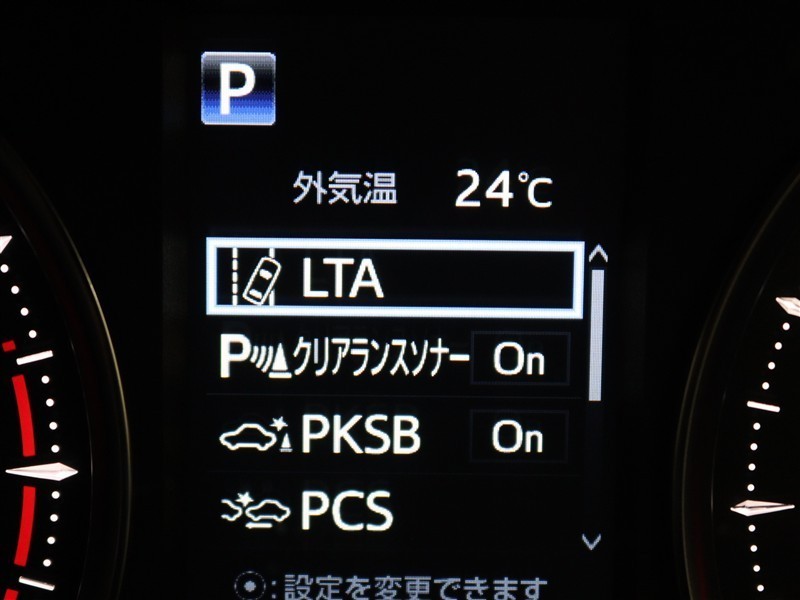 P
外気温 24℃
LTA
P クリアランスソナー On
PKSB On
PCS
:設定を変更できます